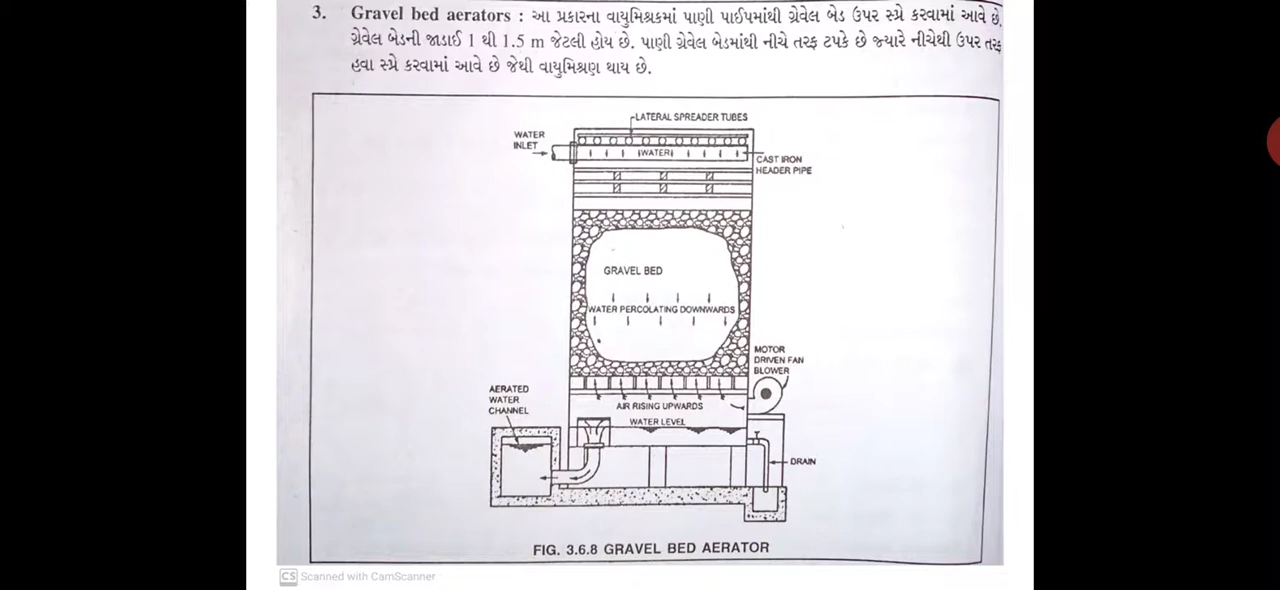 3. Gravel bed aerators : આ પ્રકારના વાયુમિશ્રકમાં પાણી પાઈપમાંથી ગ્રેવેલ બેડ ઉપર સ્પ્રે કરવામાં આવે છે.
ગ્રેવેલ બેડની જાડાઈ 1 થી 1.5 m જેટલી હોય છે. પાણી ગ્રેવેલ બેડમાંથી નીચે તરફ ટપકે છે જ્યારે નીચેથી ઉપર તરફ
હવા સ્પ્રે કરવામાં આવે છે જેથી વાયુમિશ્રણ થાય છે.
LATERAL SPREADER TUBES
WATER
INLET
WATER
CAST IRON
HEADER PIPE
GRAVEL BED
WATER PERCOLATING DOWNWARDS
MOTOR
DRIVEN FAN
BLOWER
AERATED
WATER
CHANNEL
AIR RISING UPWARDS
WATER LEVEL
DRAIN
FIG. 3.6.8 GRAVEL BED AERATOR
CS Scanned with CamScanner